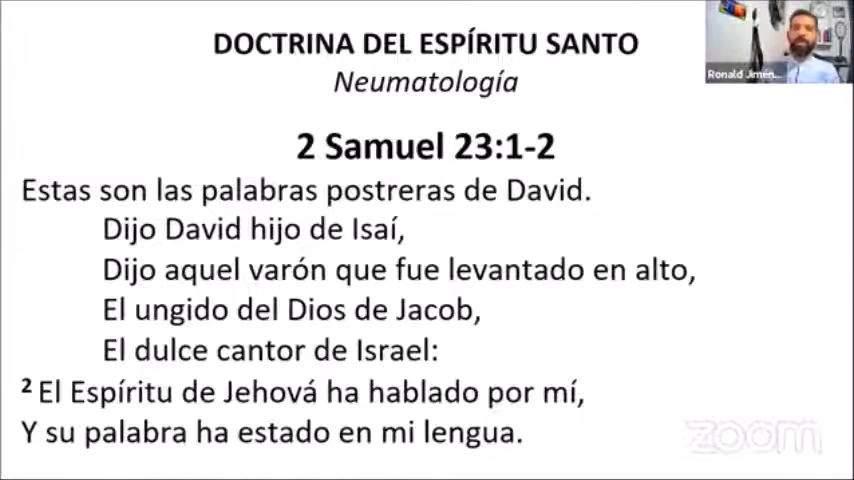 DOCTRINA DEL ESPÍRITU SANTO
Neumatología
Ronald Jimén...
2 Samuel 23:1-2
Estas son las palabras postreras de David.
Dijo David hijo de Isaí,
Dijo aquel varón que fue levantado en alto,
El ungido del Dios de Jacob,
El dulce cantor de Israel:
2 El Espíritu de Jehová ha hablado por mí,
Y su palabra ha estado en mi lengua.
zoom